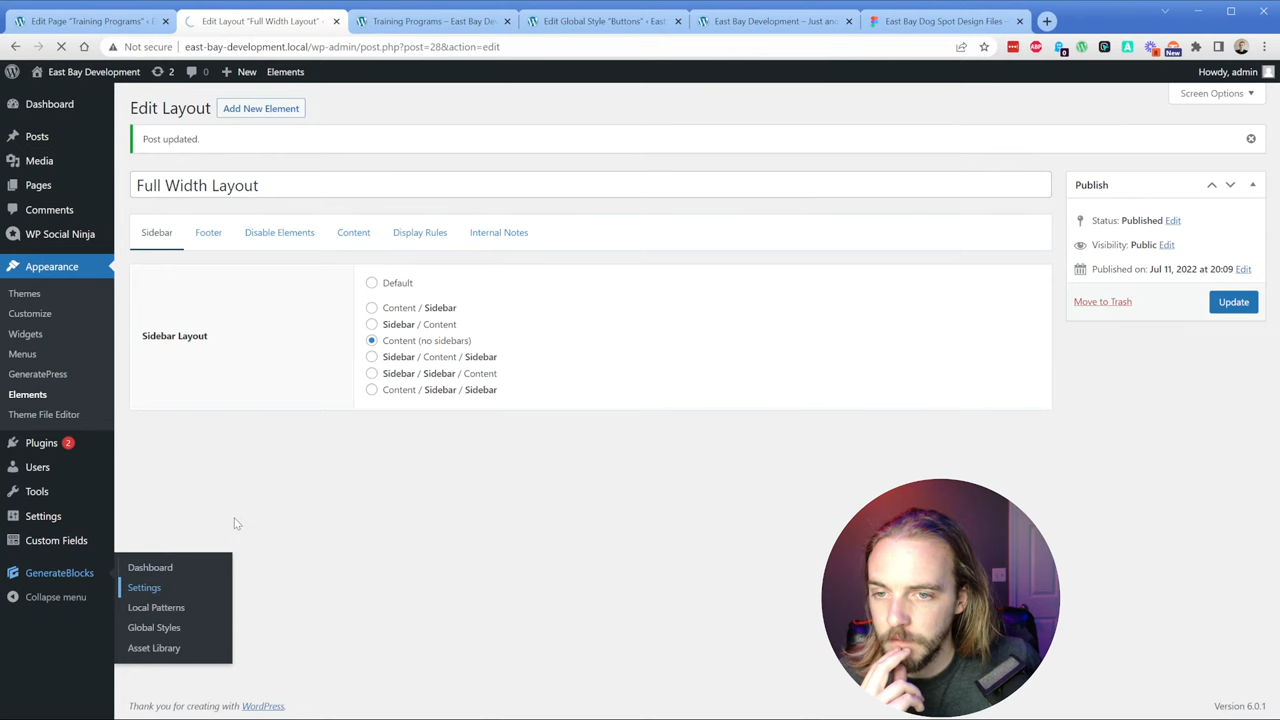 Edit Page "Training Programs" ‹ E
Edit Layout "Full Width Layout" ‹
Training Programs – East Bay Dev
Edit Global Style "Buttons" ‹ East
East Bay Development – Just an
East Bay Dog Spot Design Files –
Not secure
east-bay-development.local/wp-admin/post.php?post=28&action=edit
ABP
0
New
East Bay Development
2
0
New
Elements
Howdy, admin
Dashboard
Posts
Media
Pages
Comments
WP Social Ninja
Appearance
Themes
Customize
Widgets
Menus
GeneratePress
Elements
Theme File Editor
Plugins 2
Users
Tools
Settings
Custom Fields
GenerateBlocks
Collapse menu
Dashboard
Settings
Local Patterns
Global Styles
Asset Library
Edit Layout
Add New Element
Screen Options
Post updated.
Full Width Layout
Sidebar
Footer
Disable Elements
Content
Display Rules
Internal Notes
Sidebar Layout
Default
Content / Sidebar
Sidebar / Content
Content (no sidebars)
Sidebar / Content / Sidebar
Sidebar / Sidebar / Content
Content / Sidebar / Sidebar
Publish
Status: Published Edit
Visibility: Public Edit
Published on: Jul 11, 2022 at 20:09 Edit
Move to Trash
Update
Thank you for creating with WordPress.
Version 6.0.1